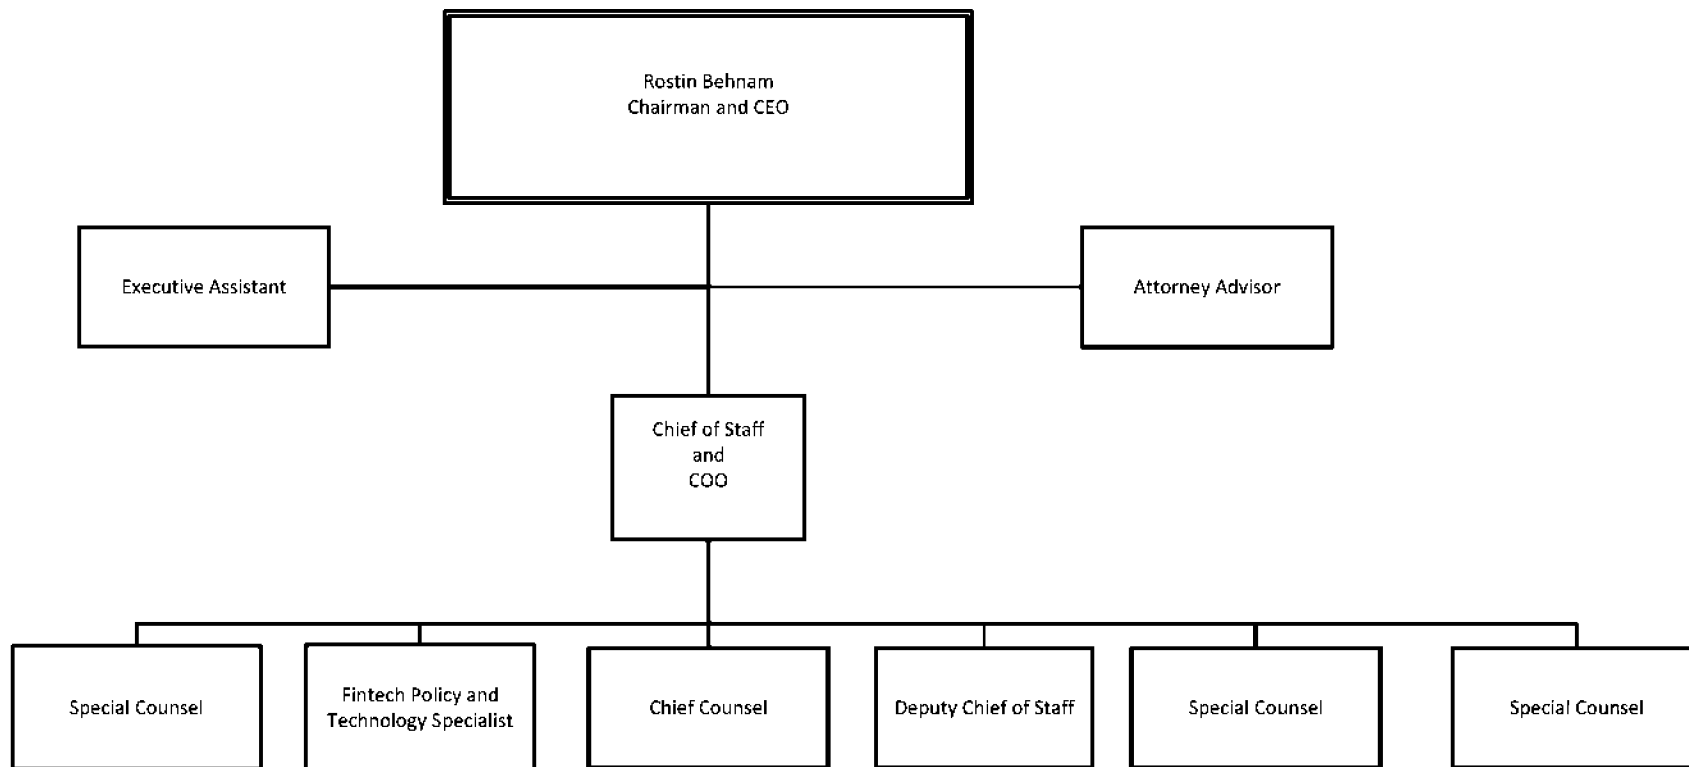 Rostin Behnam
Chairman and CEO
Executive Assistant
Attorney Advisor
Chief of Staff
and
COO
Special Counsel
Fintech Policy and
Technology Specialist
Chief Counsel
Deputy Chief of Staff
Special Counsel
Special Counsel